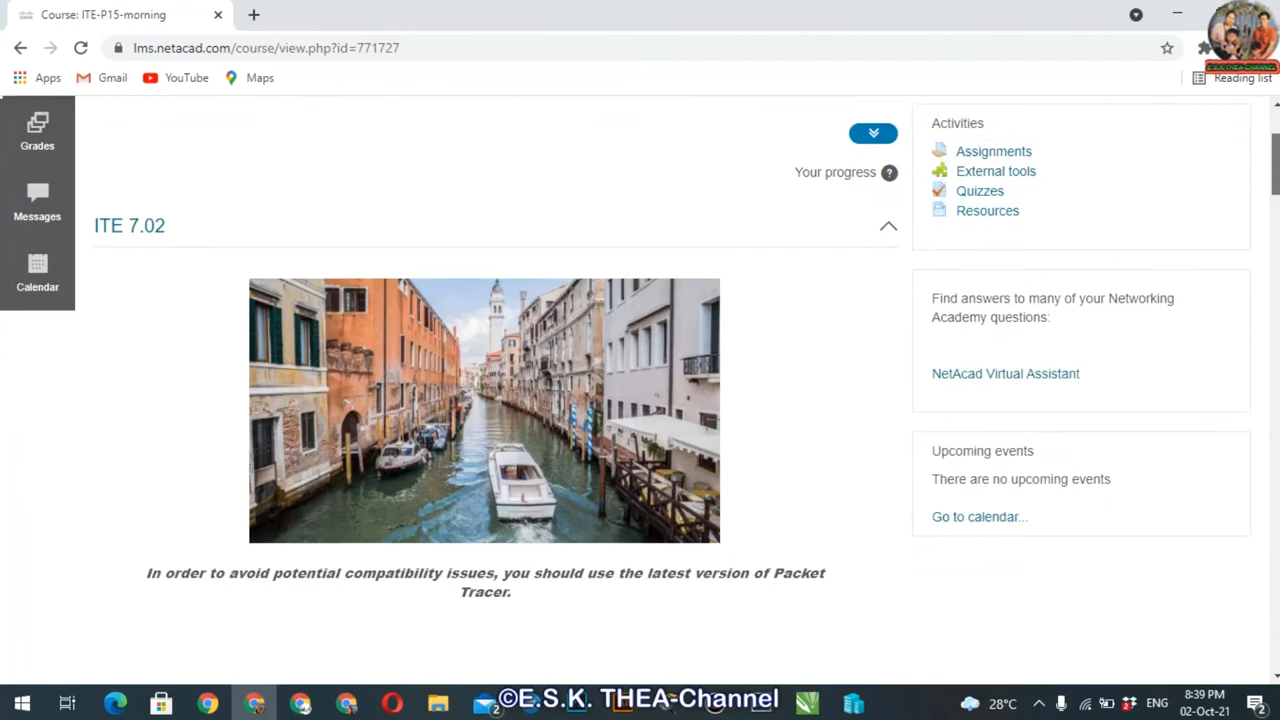 Course: ITE-P15-morning
lms.netacad.com/course/view.php?id=771727
Apps
Gmail
YouTube
Maps
E.S.K.THEA-CHANNEL
Reading list
Grades
Messages
Calendar
Your progress ?
ITE 7.02
In order to avoid potential compatibility issues, you should use the latest version of Packet
Tracer.
Activities
Assignments
External tools
Quizzes
Resources
Find answers to many of your Networking
Academy questions:
NetAcad Virtual Assistant
Upcoming events
There are no upcoming events
Go to calendar...
2
©E.S.K. THEA-Channel
28°C
ENG
8:39 PM
02-Oct-21
2